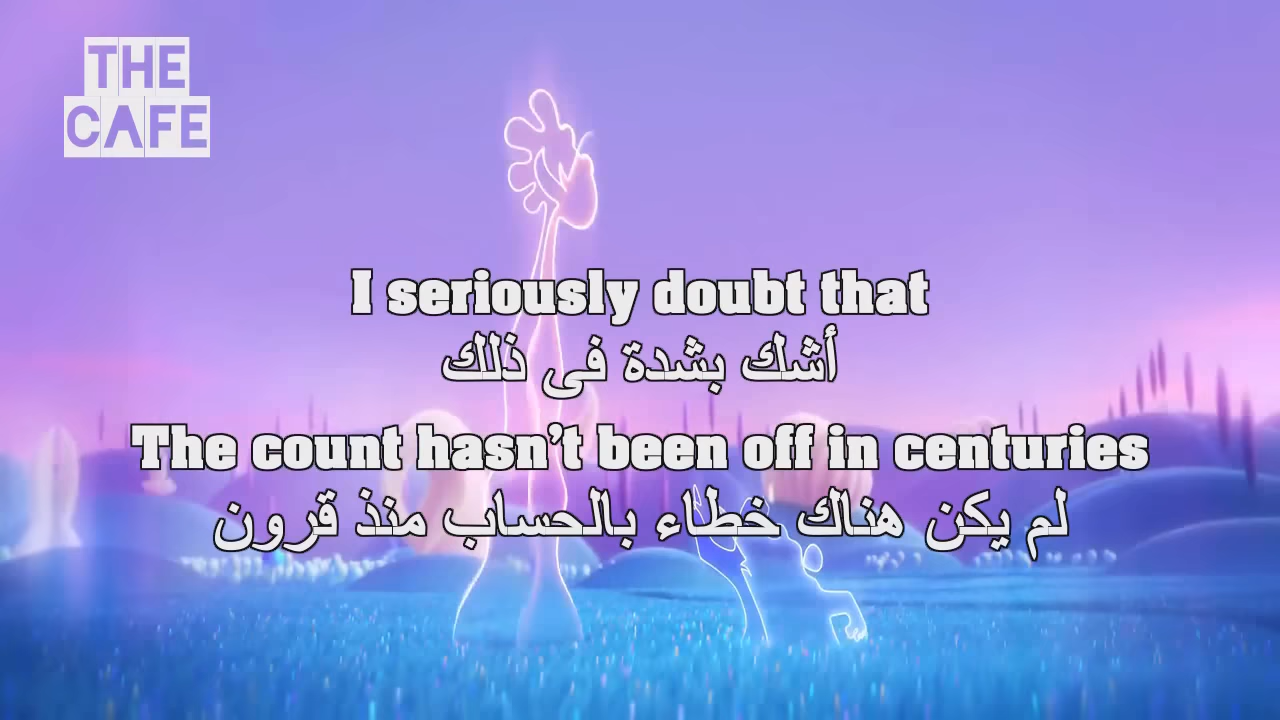 THE
CAFE
I seriously doubt that
أشك بشدة فى ذلك
The count hasn't been off in centuries
لم يكن هناك خطاء بالحساب منذ قرون